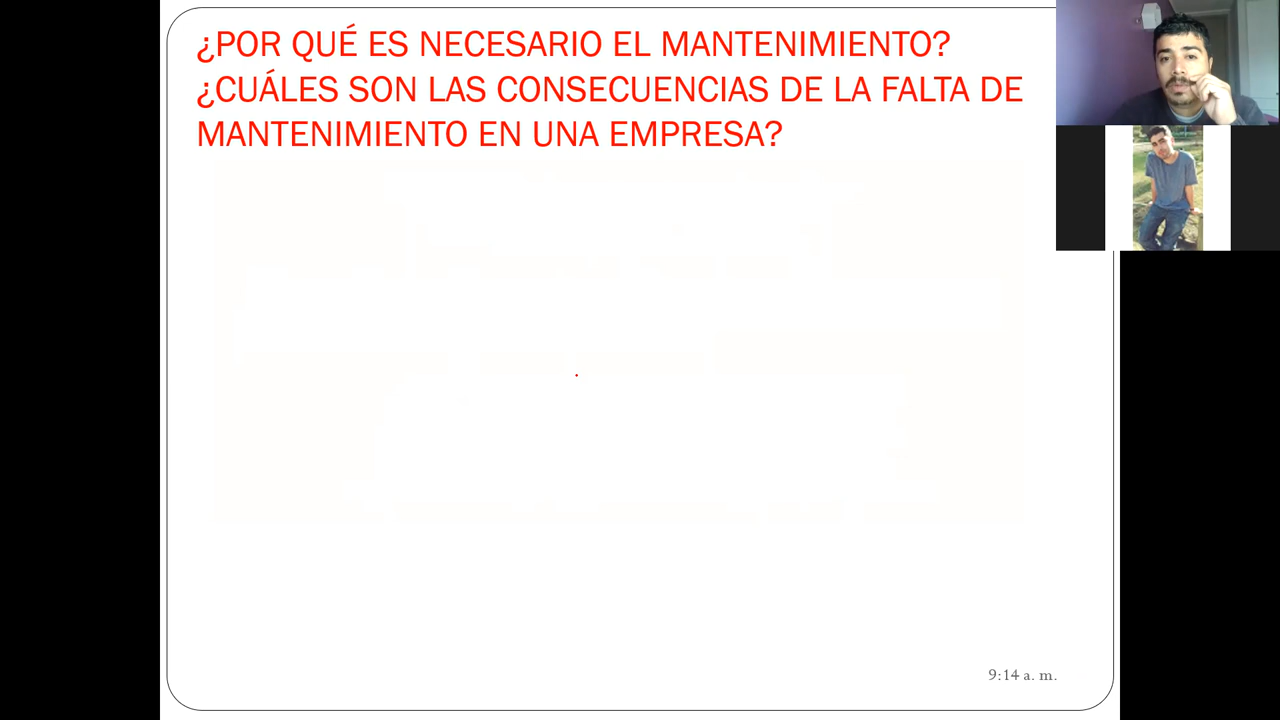 ¿POR QUÉ ES NECESARIO EL MANTENIMIENTO?
¿CUÁLES SON LAS CONSECUENCIAS DE LA FALTA DE
MANTENIMIENTO EN UNA EMPRESA?
9:14 a. m.